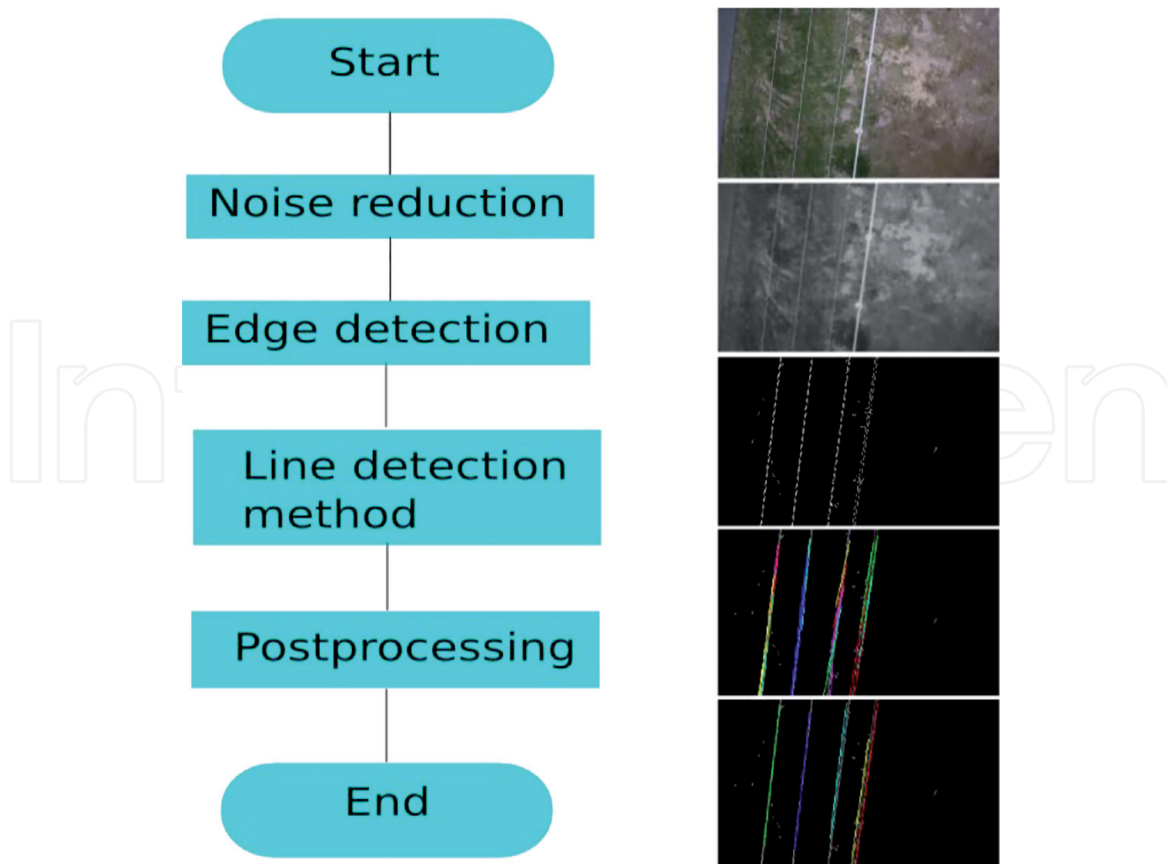 Start
Noise reduction
Edge detection
Line detection
method
Postprocessing
End